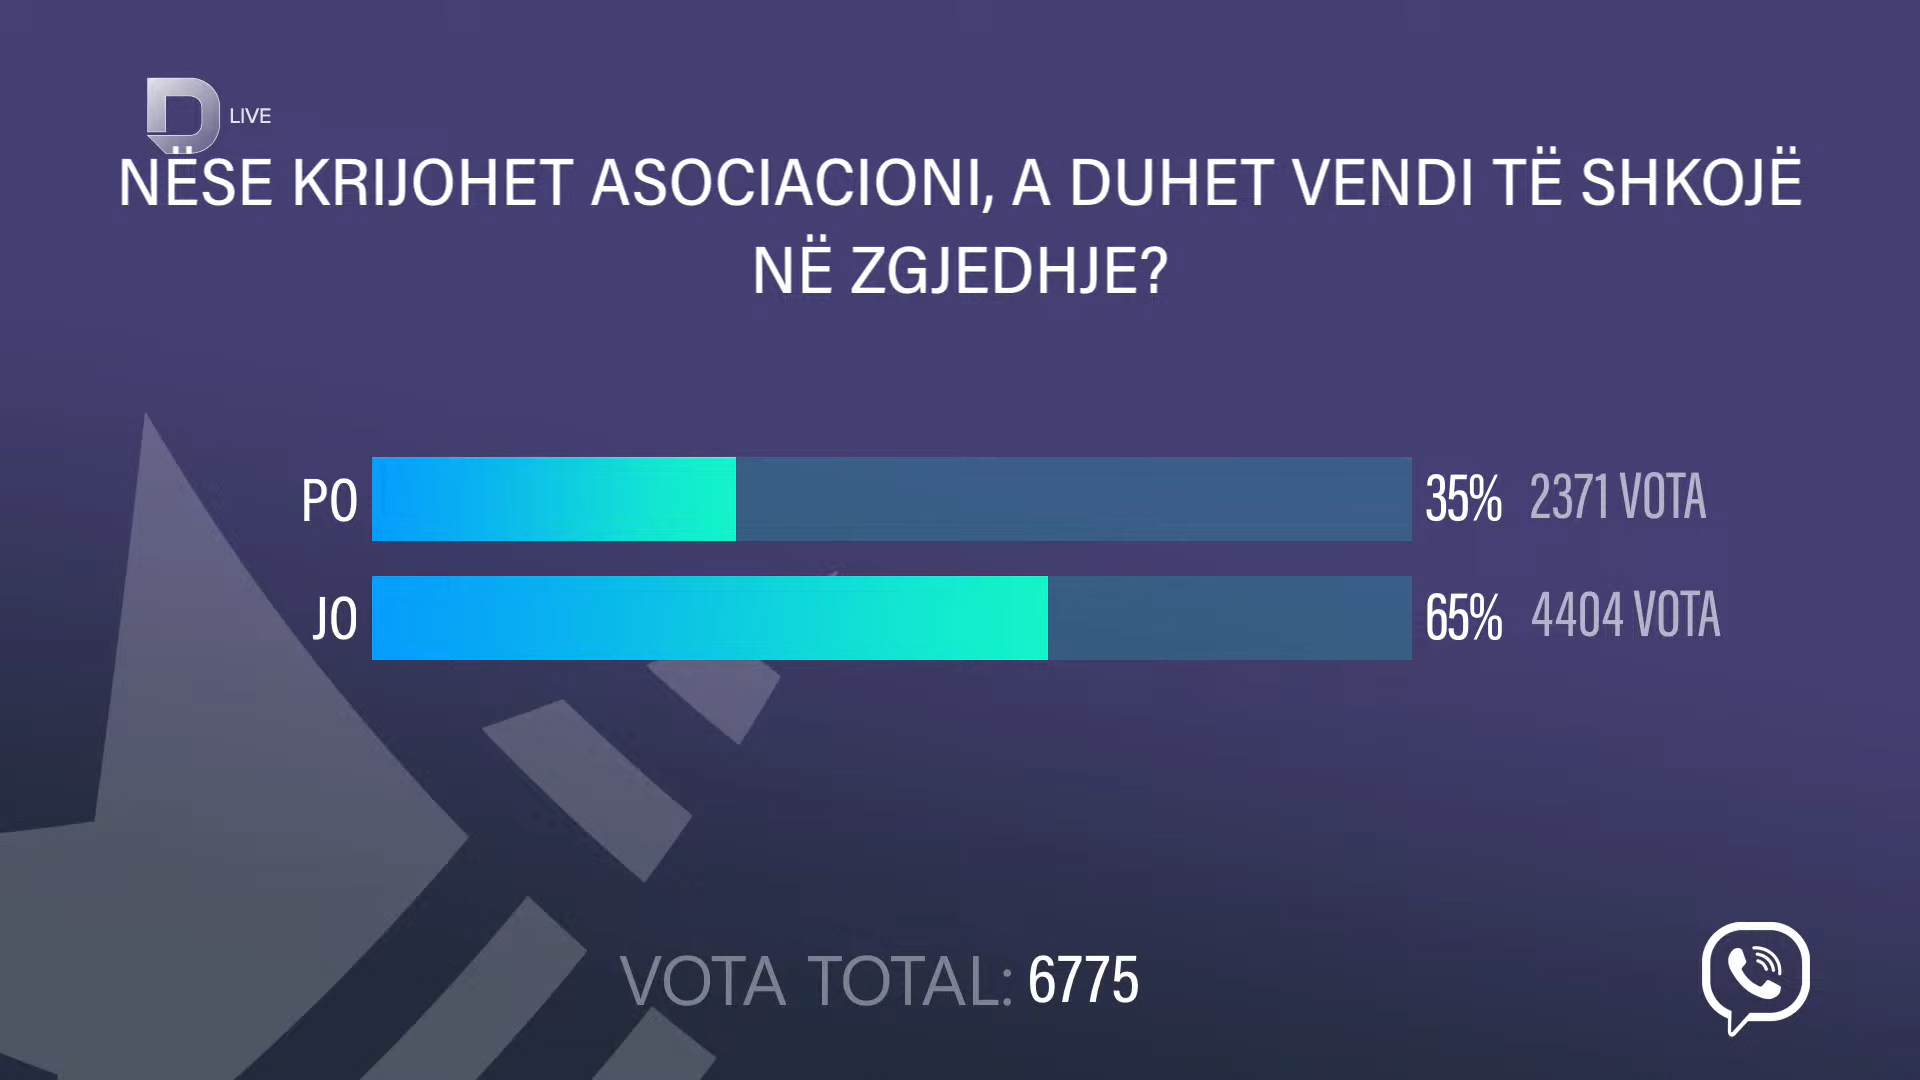 D LIVE
NËSE KRIJOHET ASOCIACIONI, A DUHET VENDI TË SHKOJË
NË ZGJEDHJE?
PO 35% 2371 VOTA
JO 65% 4404 VOTA
VOTA TOTAL: 6775